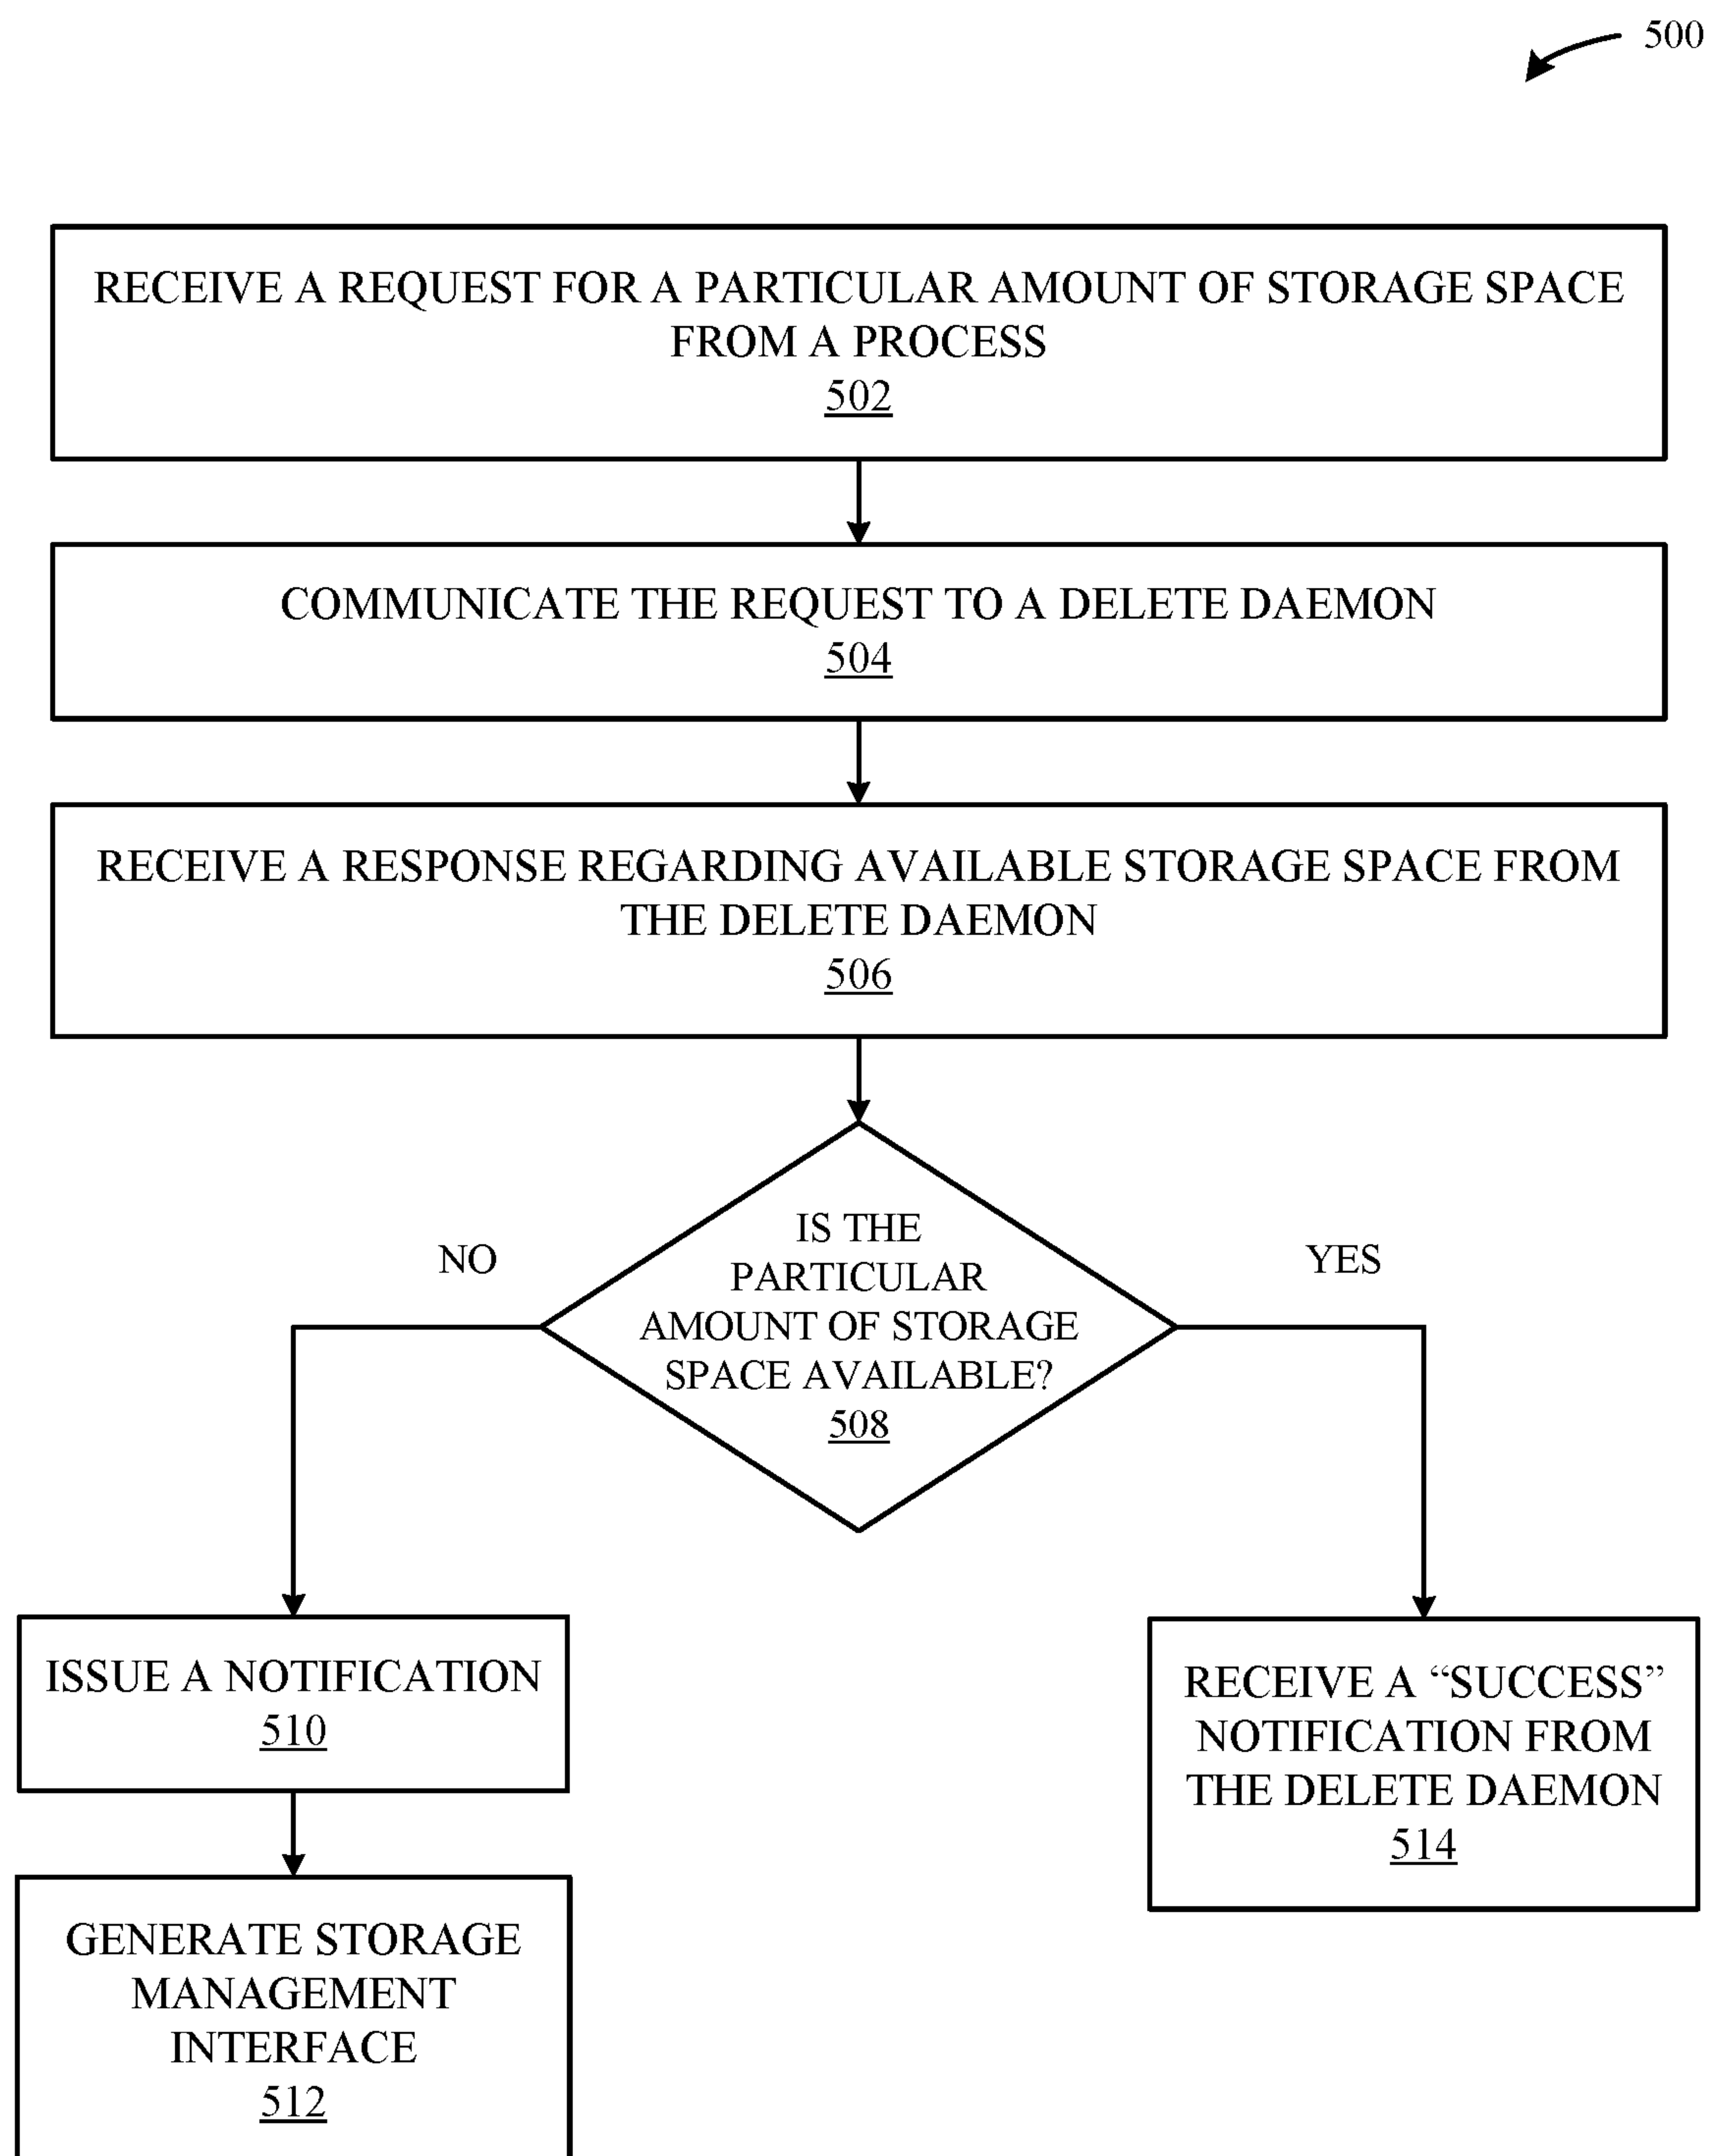 500
RECEIVE A REQUEST FOR A PARTICULAR AMOUNT OF STORAGE SPACE
FROM A PROCESS
502
COMMUNICATE THE REQUEST TO A DELETE DAEMON
504
RECEIVE A RESPONSE REGARDING AVAILABLE STORAGE SPACE FROM
THE DELETE DAEMON
506
IS THE
PARTICULAR
AMOUNT OF STORAGE
SPACE AVAILABLE?
508
NO
YES
ISSUE A NOTIFICATION
510
GENERATE STORAGE
MANAGEMENT
INTERFACE
512
RECEIVE A “SUCCESS”
NOTIFICATION FROM
THE DELETE DAEMON
514